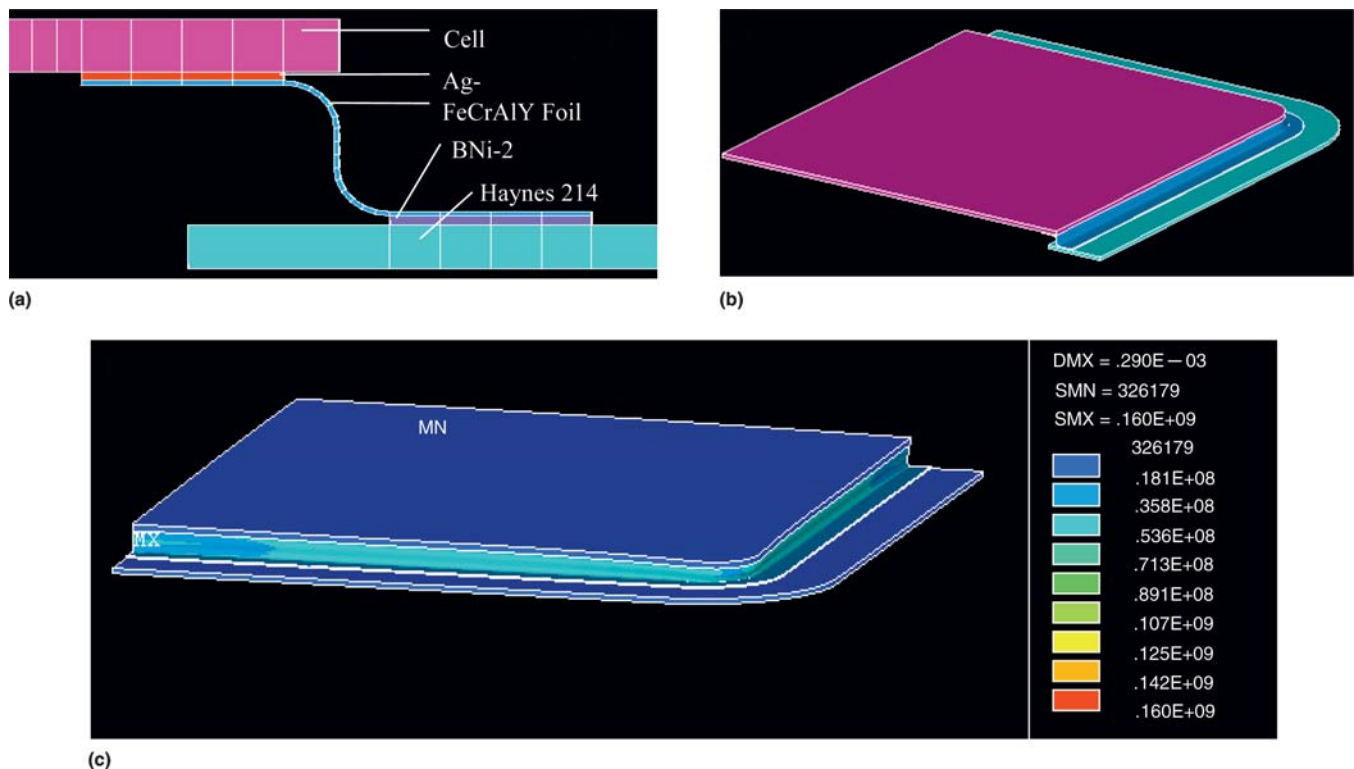 Cell
Ag-
FeCrAlY Foil
BNi-2
Haynes 214
(a)
(b)
MN
MX
DMX = .290E−03
SMN = 326179
SMX = .160E+09
326179
.181E+08
.358E+08
.536E+08
.713E+08
.891E+08
.107E+09
.125E+09
.142E+09
.160E+09
(c)